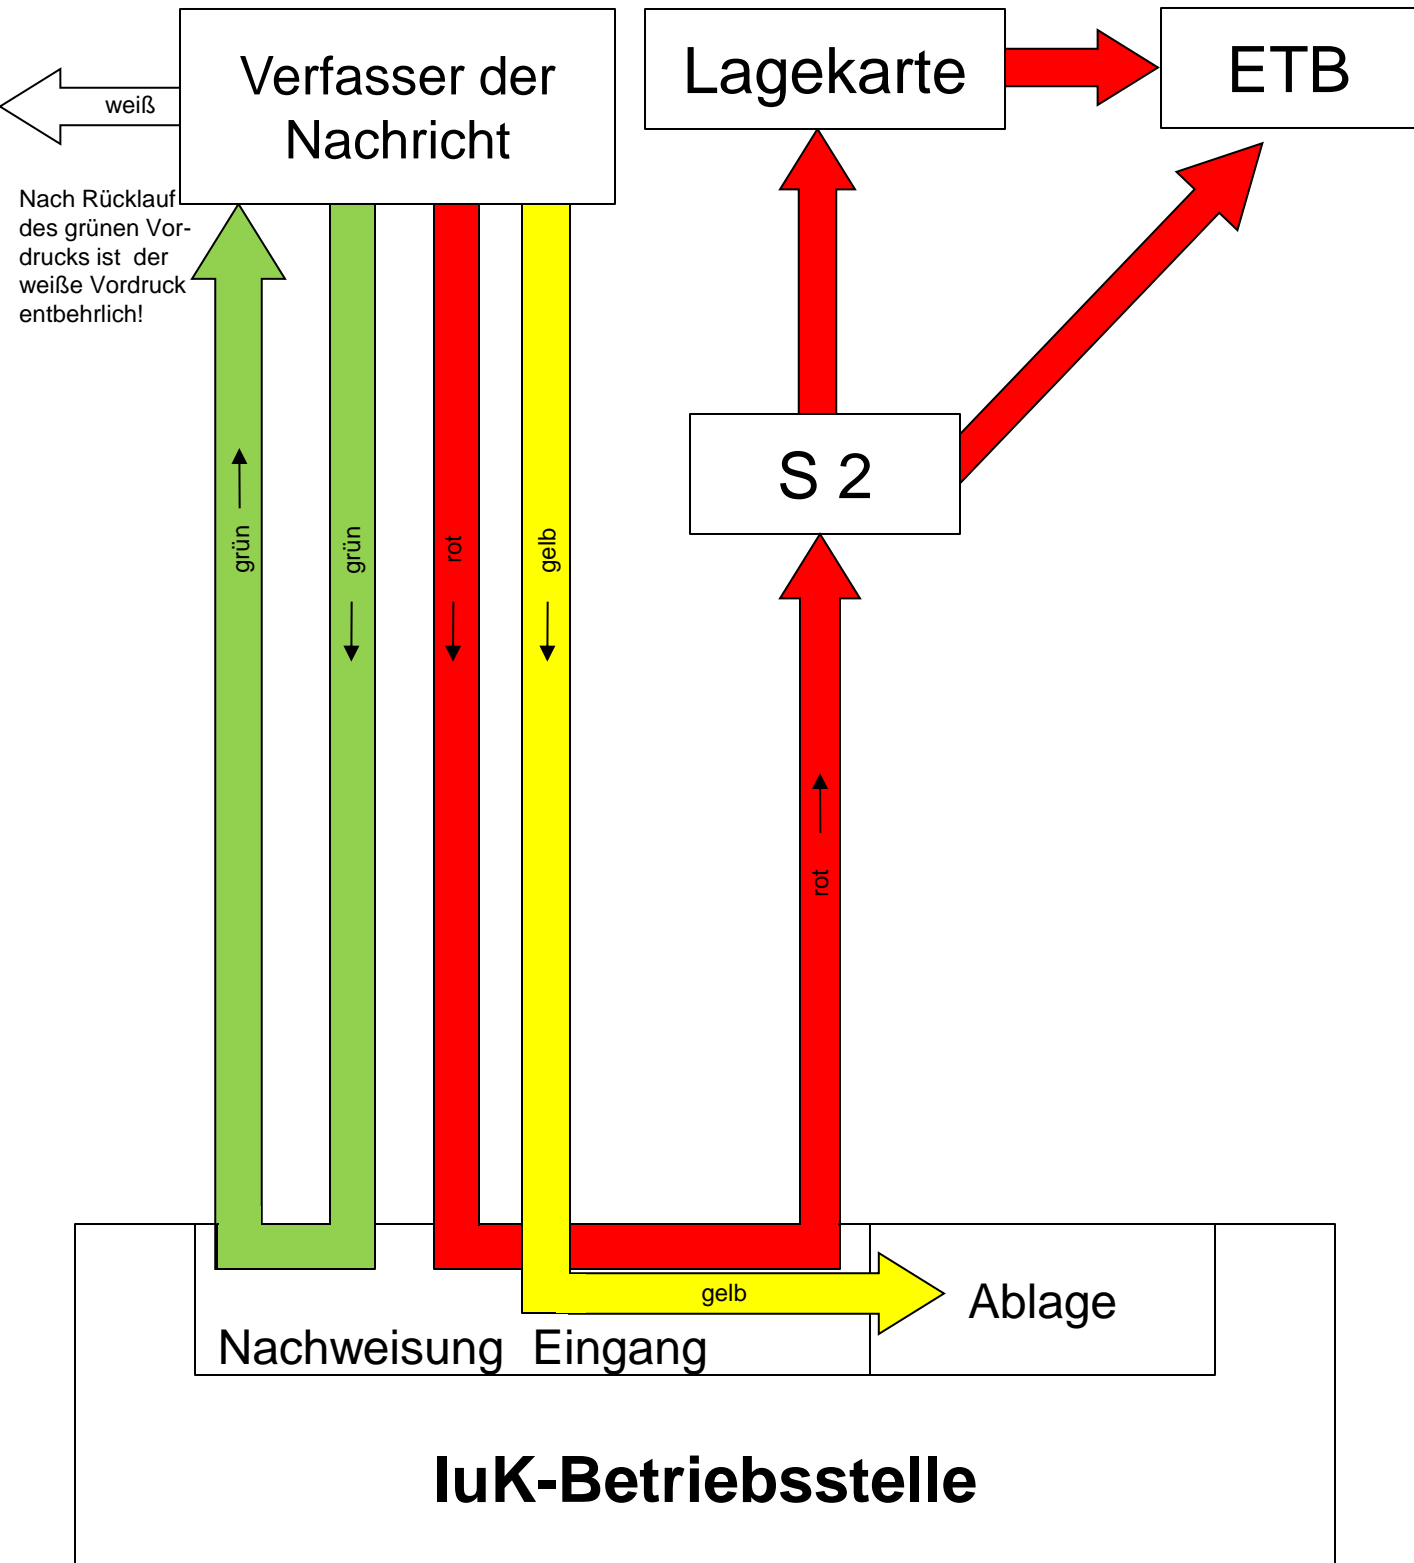 Verfasser der
Nachricht
Lagekarte
ETB
weiß
Nach Rücklauf
des grünen Vor-
drucks ist der
weiße Vordruck
entbehrlich!
S 2
grün
grün
rot
gelb
rot
gelb
Ablage
Nachweisung Eingang
IuK-Betriebsstelle